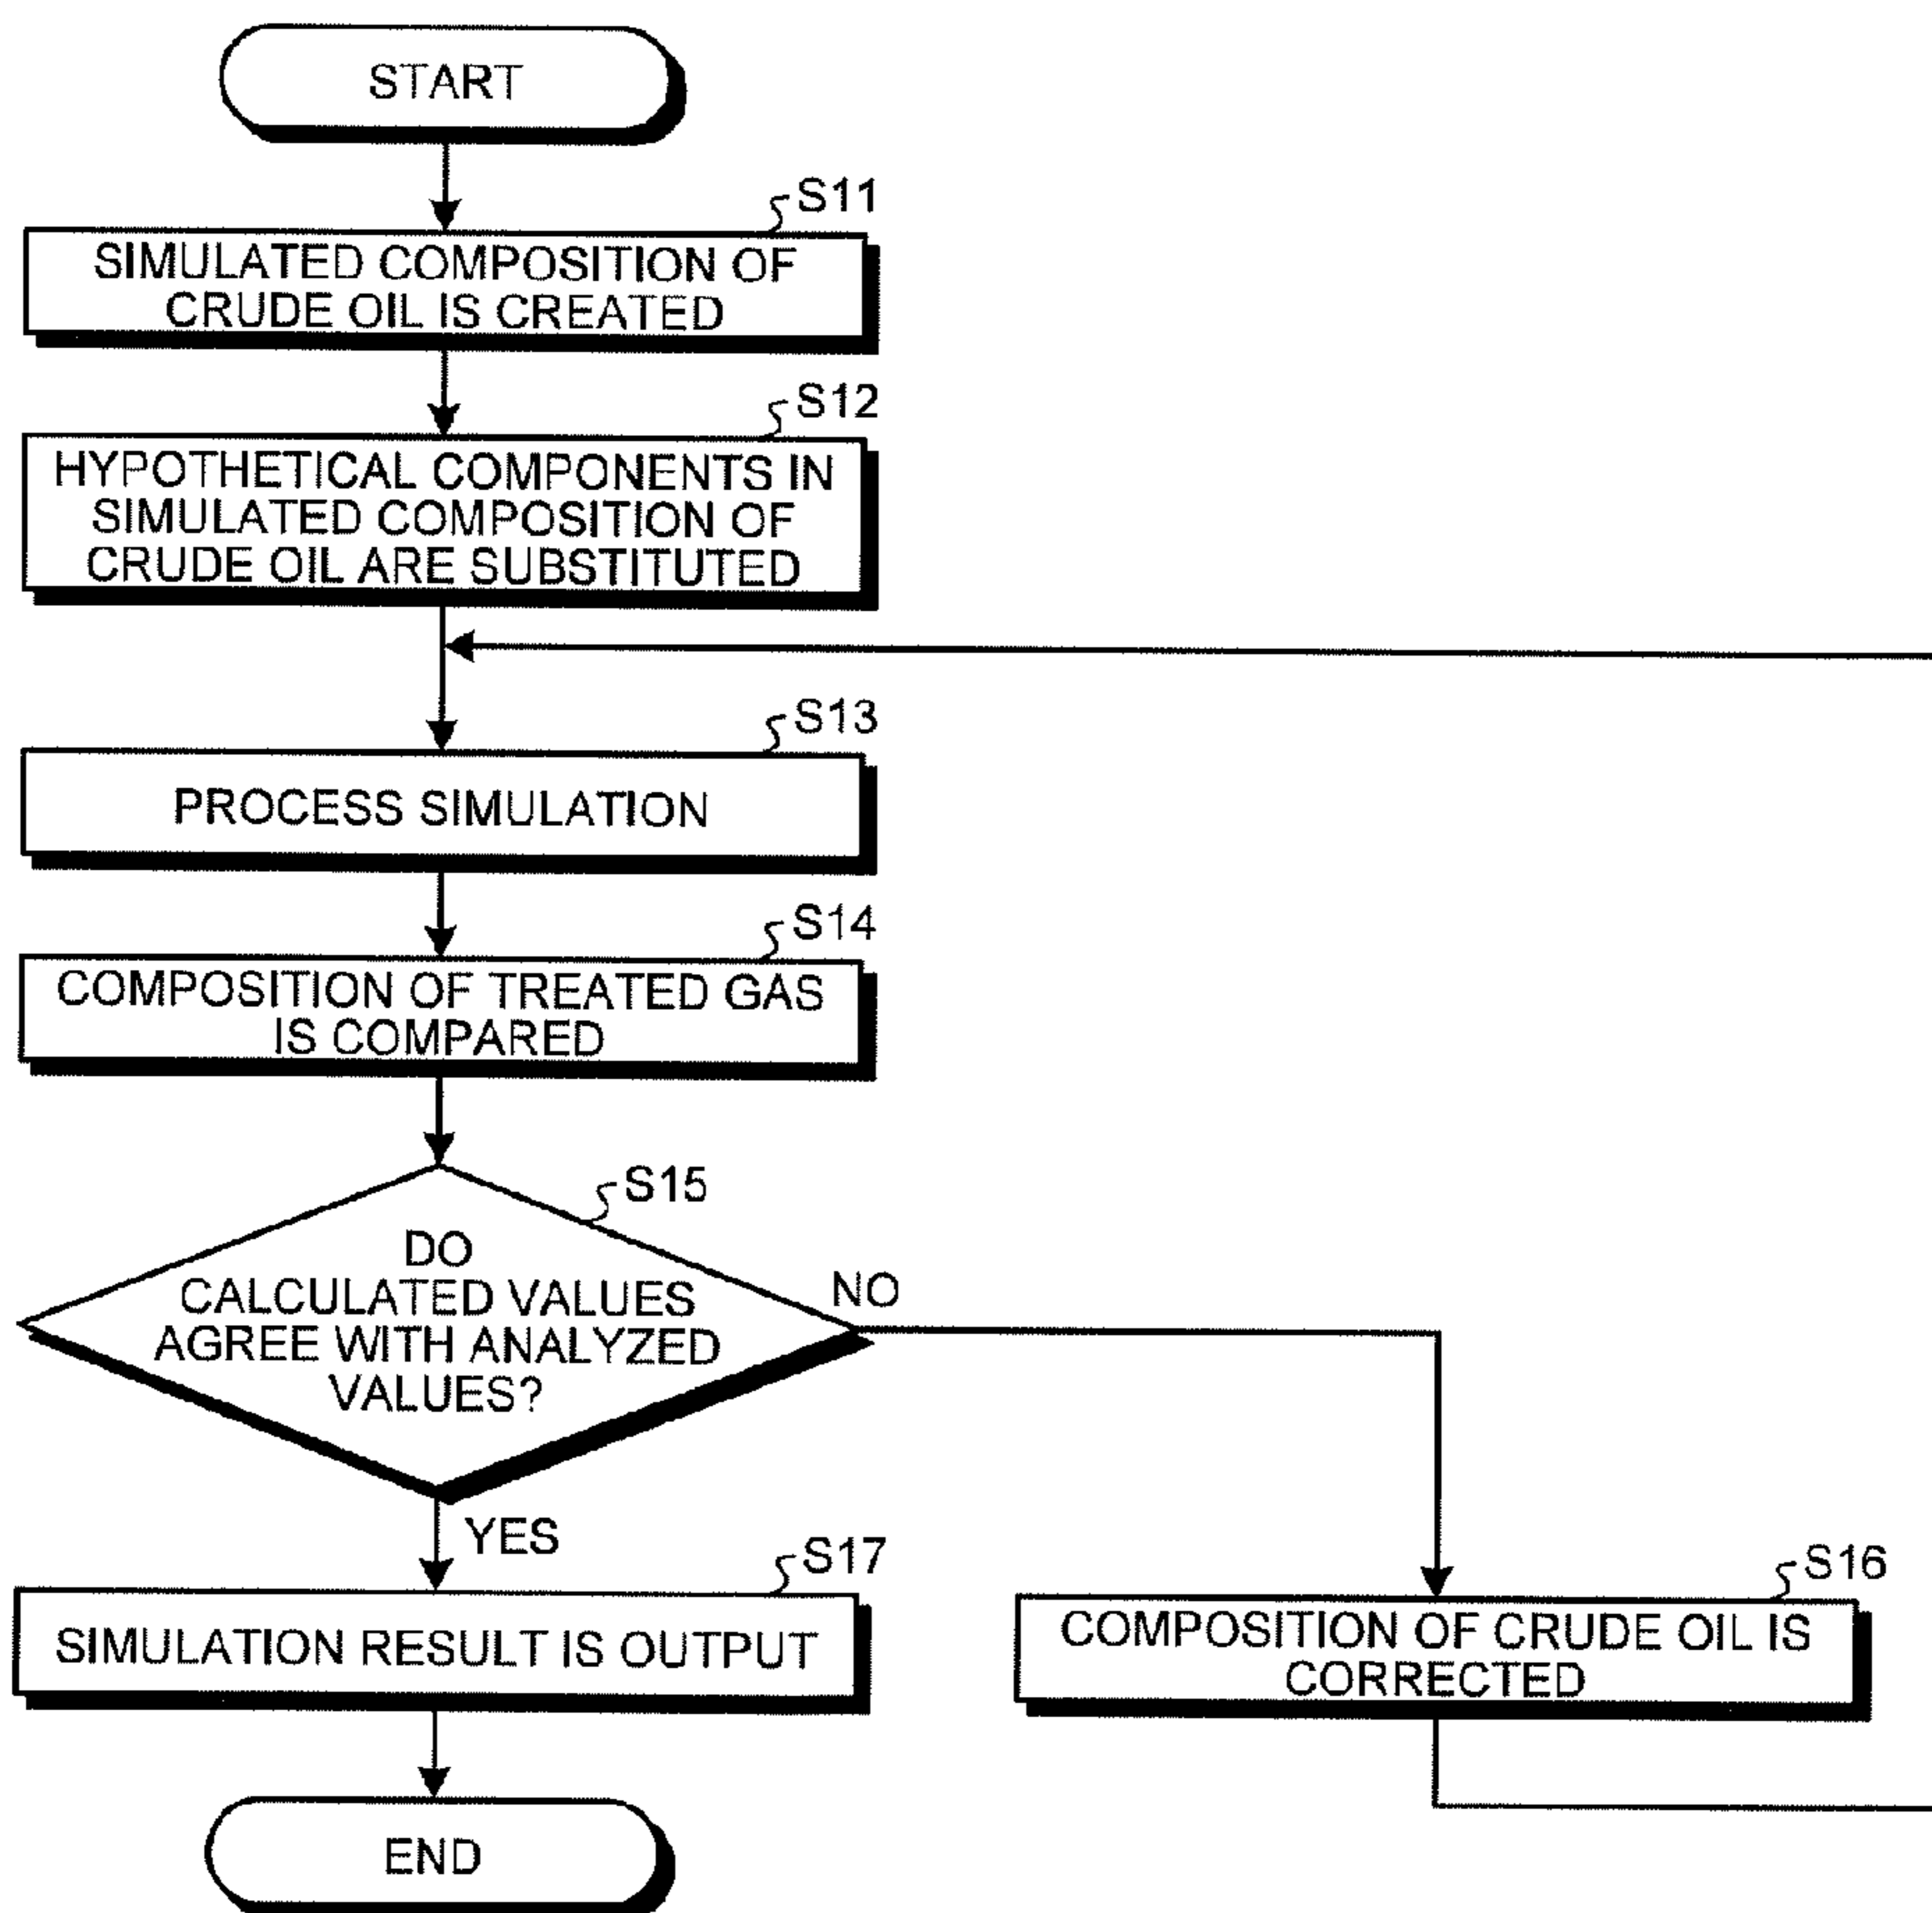 START
S11
SIMULATED COMPOSITION OF
CRUDE OIL IS CREATED
S12
HYPOTHETICAL COMPONENTS IN
SIMULATED COMPOSITION OF
CRUDE OIL ARE SUBSTITUTED
S13
PROCESS SIMULATION
S14
COMPOSITION OF TREATED GAS
IS COMPARED
S15
DO
CALCULATED VALUES
AGREE WITH ANALYZED
VALUES?
NO
YES
S17
SIMULATION RESULT IS OUTPUT
S16
COMPOSITION OF CRUDE OIL IS
CORRECTED
END